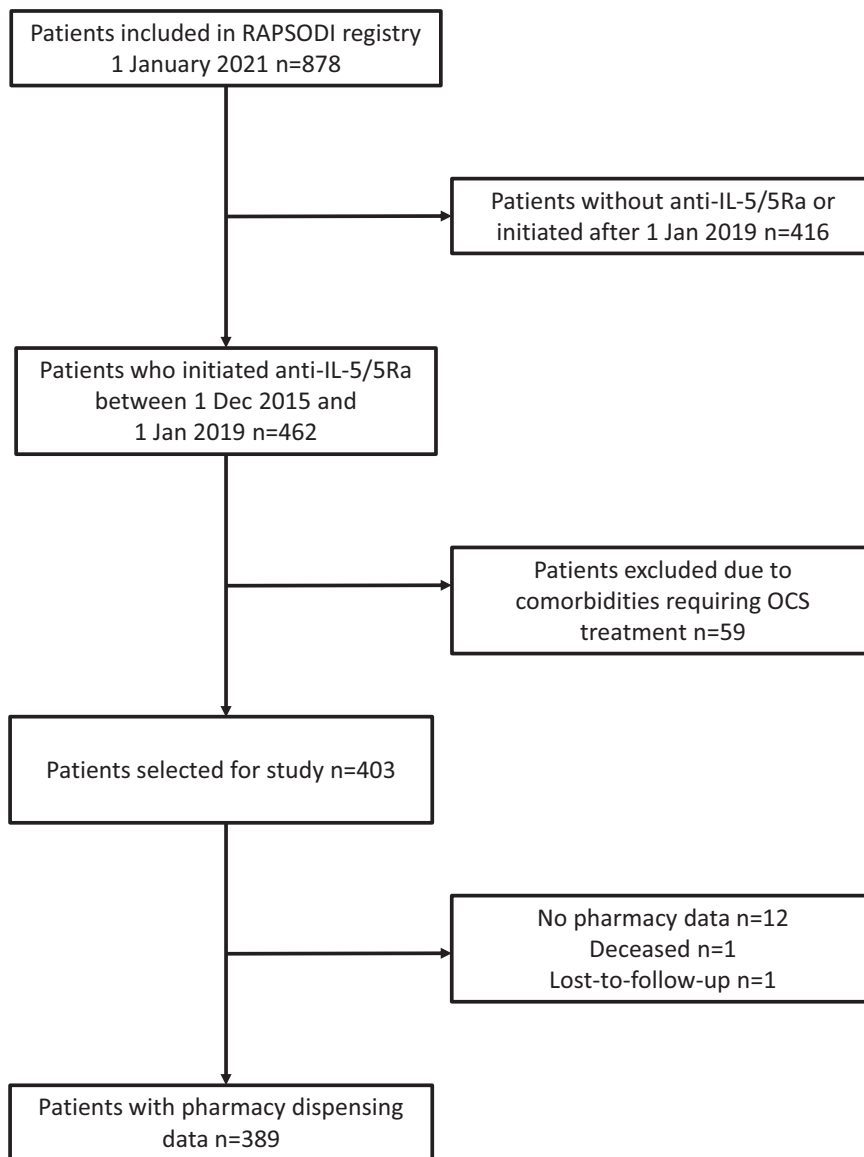 Patients included in RAPSODI registry
1 January 2021 n=878
Patients without anti-IL-5/5Ra or
initiated after 1 Jan 2019 n=416
Patients who initiated anti-IL-5/5Ra
between 1 Dec 2015 and
1 Jan 2019 n=462
Patients excluded due to
comorbidities requiring OCS
treatment n=59
Patients selected for study n=403
No pharmacy data n=12
Deceased n=1
Lost-to-follow-up n=1
Patients with pharmacy dispensing
data n=389